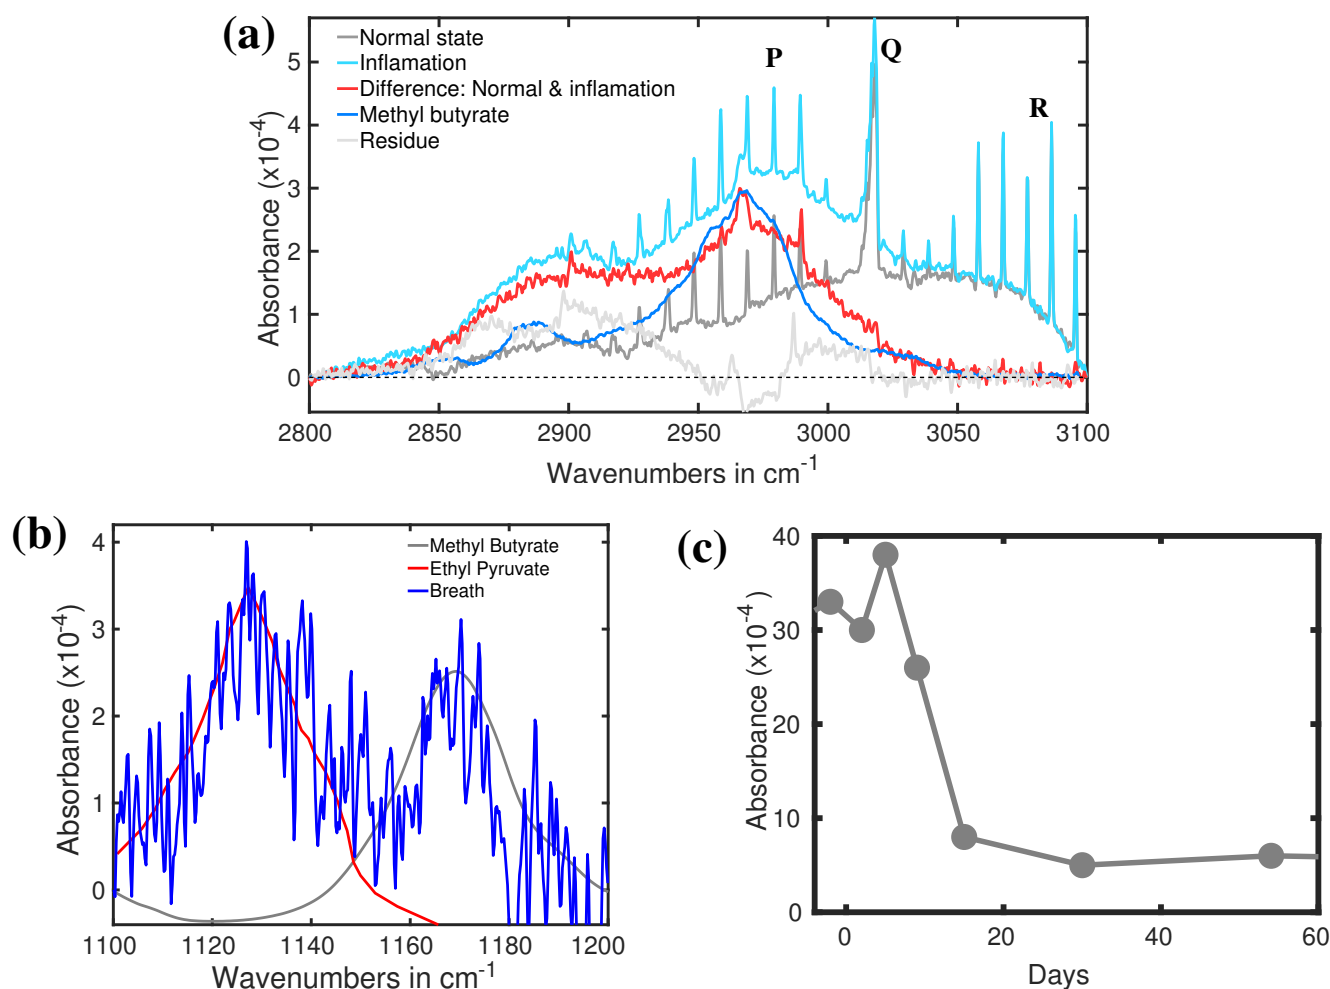 (a)
Normal state
Inflamation
Difference: Normal & inflamation
Methyl butyrate
Residue
P
Q
R
Absorbance (x10⁻⁴)
5
4
3
2
1
0
2800 2850 2900 2950 3000 3050 3100
Wavenumbers in cm⁻¹
(b)
Methyl Butyrate
Ethyl Pyruvate
Breath
Absorbance (x10⁻⁴)
4
3
2
1
0
1100 1120 1140 1160 1180 1200
Wavenumbers in cm⁻¹
(c)
Absorbance (x10⁻⁴)
40
30
20
10
0
0 20 40 60
Days